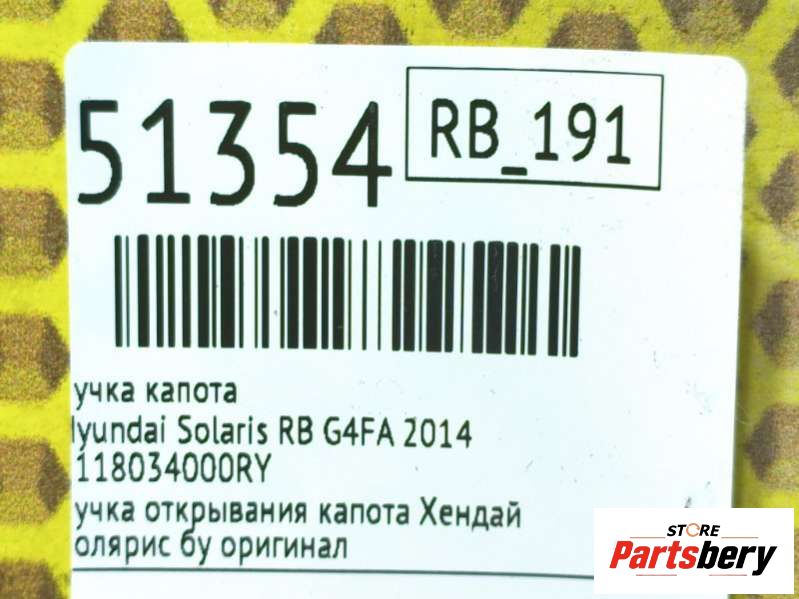 51354
RB_191
учка капота
lyundai Solaris RB G4FA 2014
118034000RY
учка открывания капота Хендай
олярис бу оригинал
STORE
Partsbery